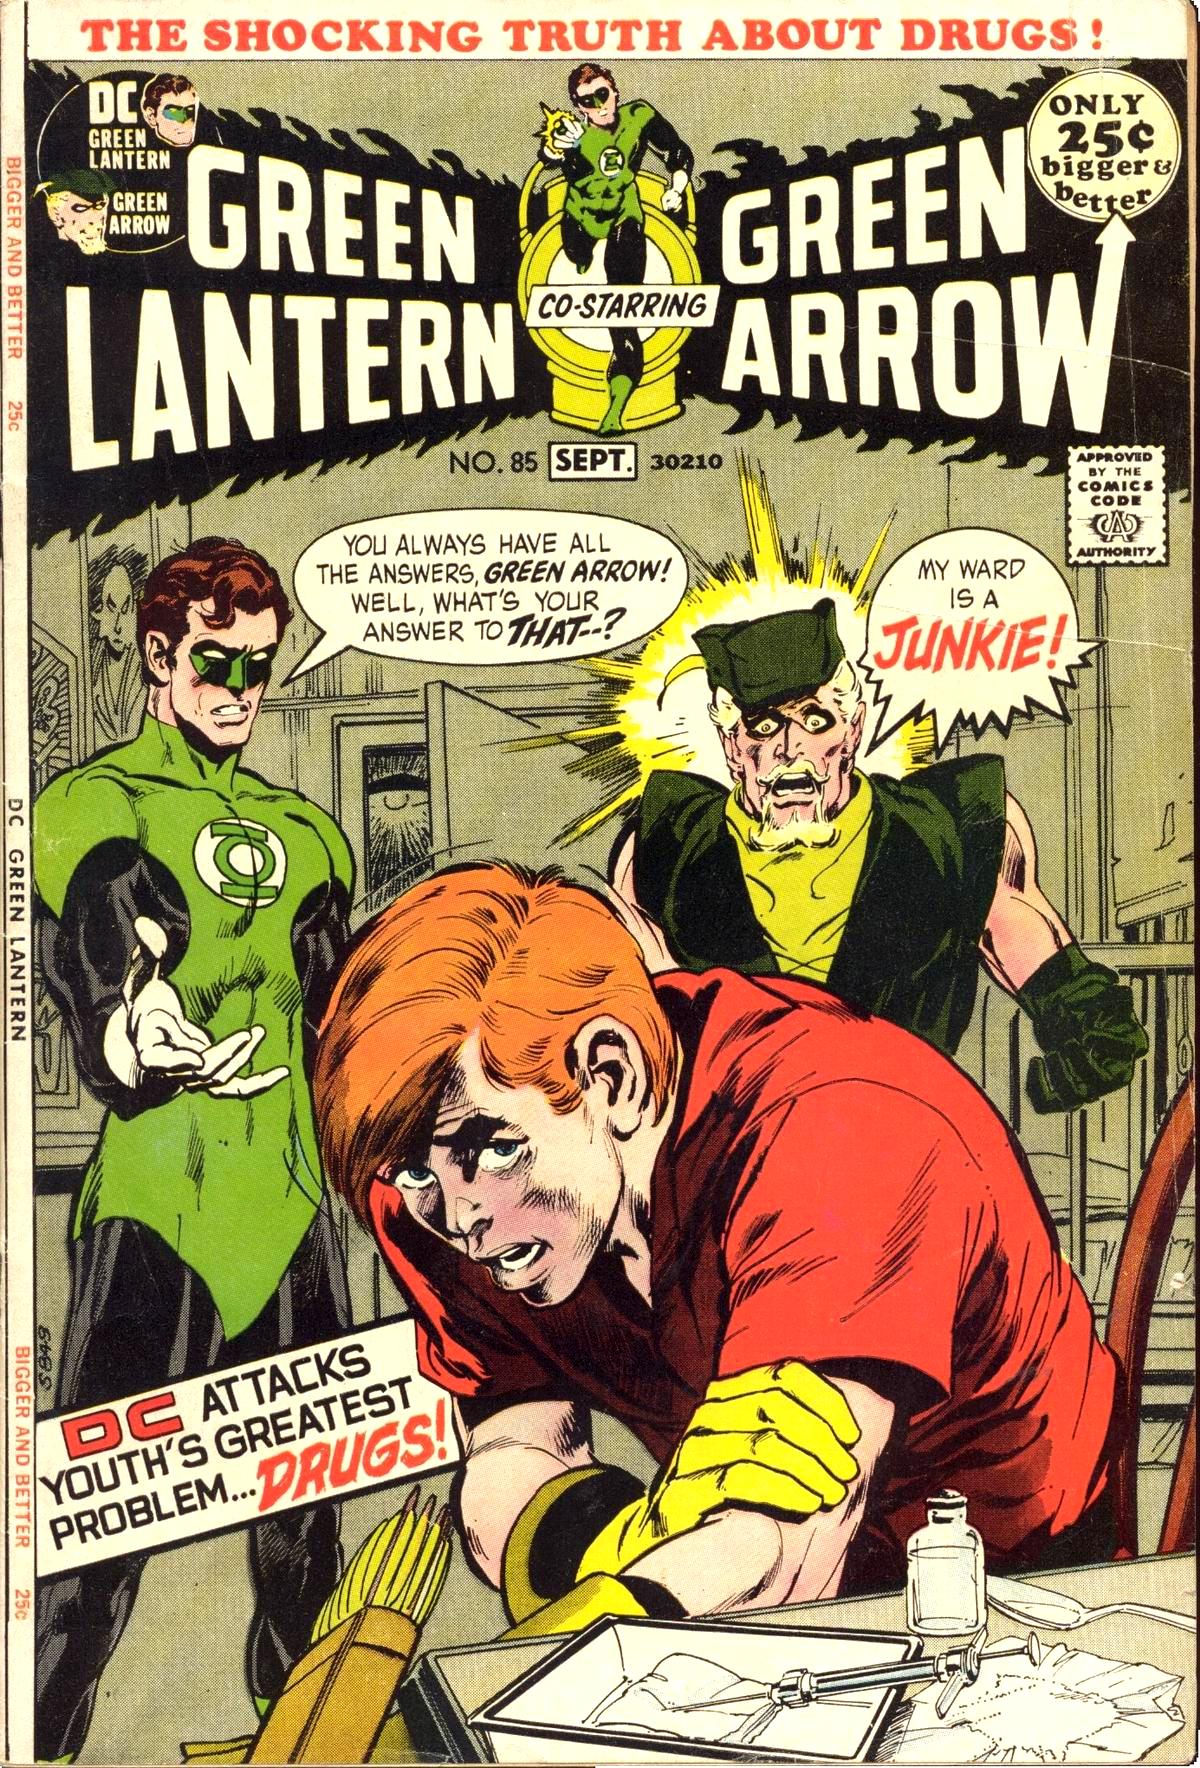 THE SHOCKING TRUTH ABOUT DRUGS!
DC
GREEN
LANTERN
GREEN
ARROW
GREEN
LANTERN
CO-STARRING
GREEN
ARROW
ONLY
25¢
bigger &
better
NO. 85 SEPT. 30210
APPROVED
BY THE
COMICS
CODE
CA
AUTHORITY
YOU ALWAYS HAVE ALL
THE ANSWERS, GREEN ARROW!
WELL, WHAT'S YOUR
ANSWER TO THAT--?
MY WARD
IS A
JUNKIE!
DC ATTACKS
YOUTH'S GREATEST
PROBLEM...DRUGS!
BIGGER AND BETTER 25¢
DC GREEN LANTERN
BIGGER AND BETTER 25¢